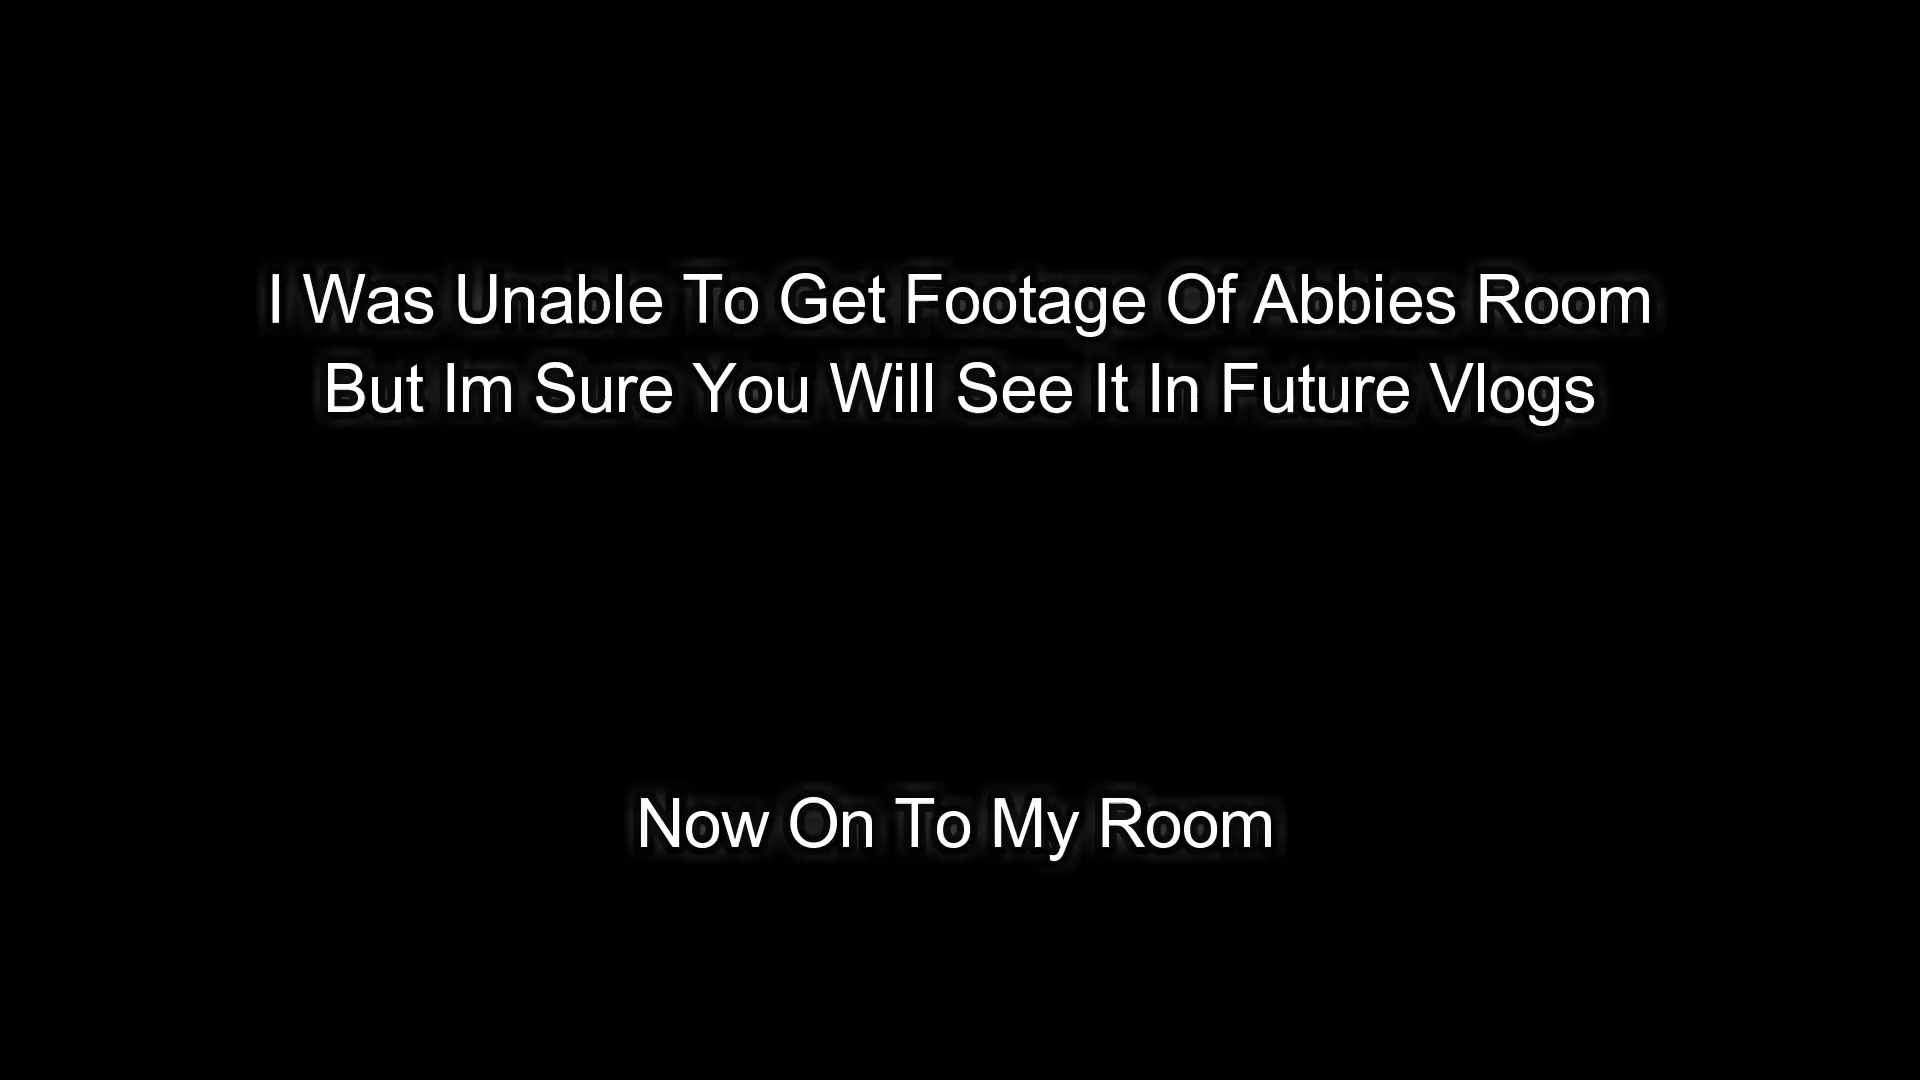 I Was Unable To Get Footage Of Abbies Room
But Im Sure You Will See It In Future Vlogs
Now On To My Room